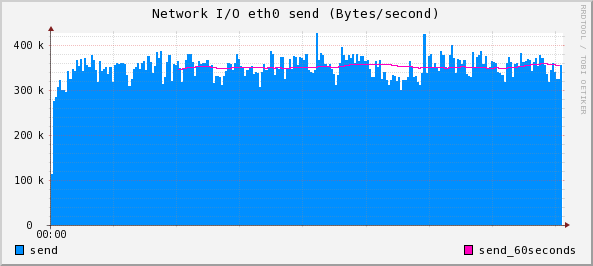 Network I/O eth0 send (Bytes/second)
RRDTOOL / TOBI OETIKER
400 k
300 k
200 k
100 k
0
00:00
send
send_60seconds